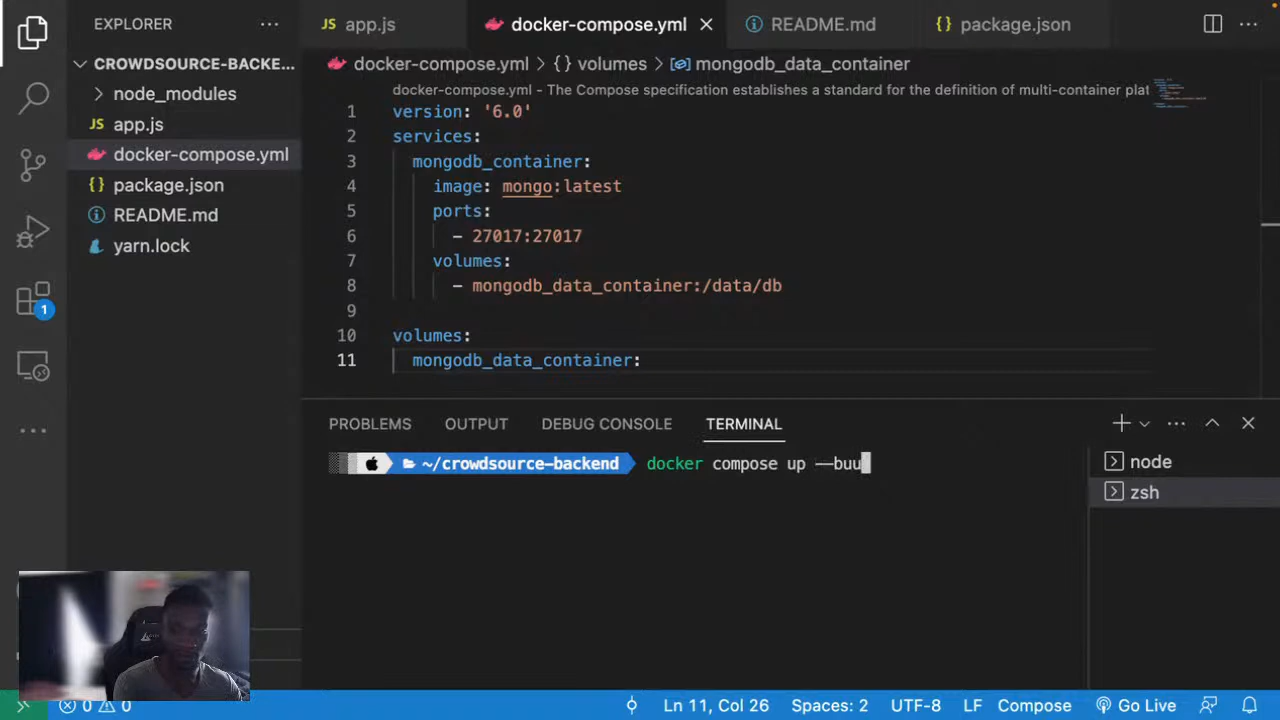 EXPLORER
CROWDSOURCE-BACKE...
node_modules
JS app.js
docker-compose.yml
{} package.json
README.md
yarn.lock
1
JS app.js
docker-compose.yml
README.md
{} package.json
docker-compose.yml > {} volumes > mongodb_data_container
docker-compose.yml - The Compose specification establishes a standard for the definition of multi-container plat
1 version: '6.0'
2 services:
3 mongodb_container:
4 image: mongo:latest
5 ports:
6 - 27017:27017
7 volumes:
8 - mongodb_data_container:/data/db
9
10 volumes:
11 mongodb_data_container:
PROBLEMS OUTPUT DEBUG CONSOLE TERMINAL
~/crowdsource-backend docker compose up --buu
node
zsh
0 0 Ln 11, Col 26 Spaces: 2 UTF-8 LF Compose Go Live